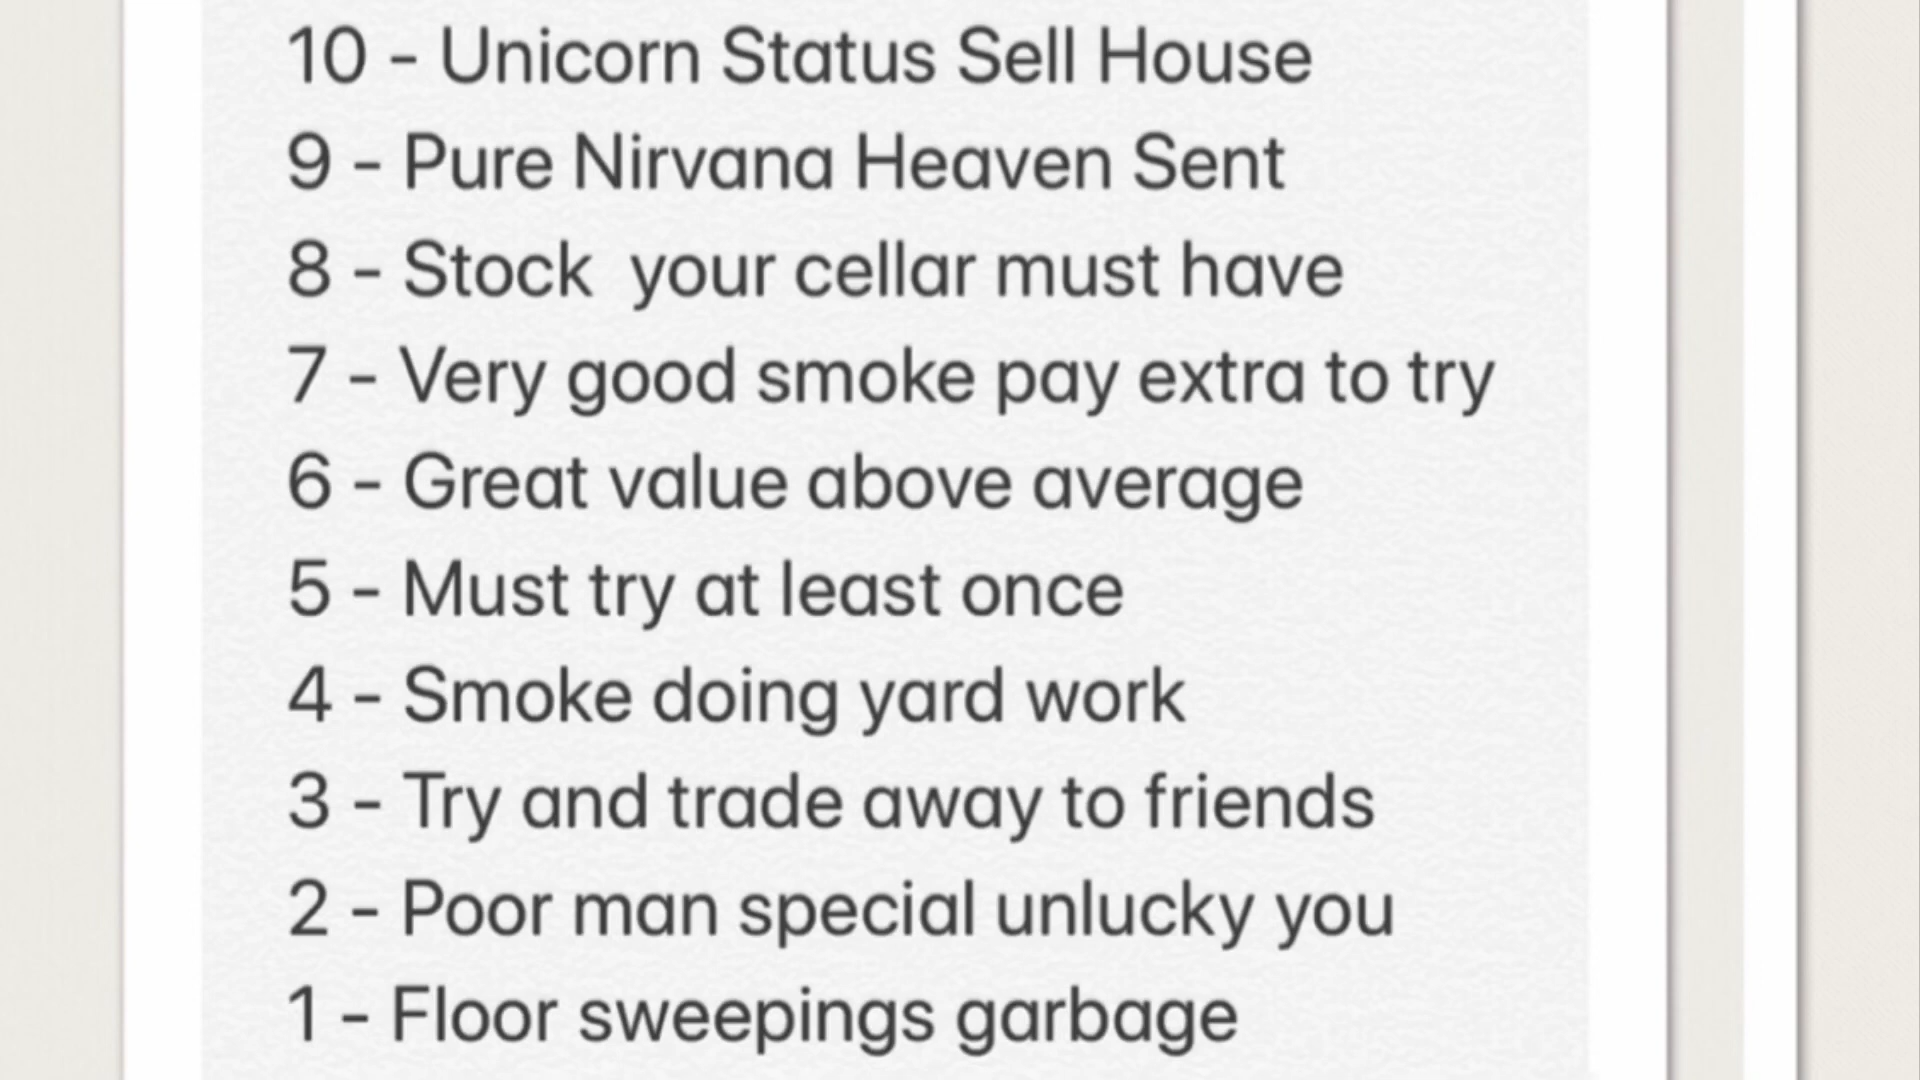 10 - Unicorn Status Sell House
9 - Pure Nirvana Heaven Sent
8 - Stock  your cellar must have
7 - Very good smoke pay extra to try
6 - Great value above average
5 - Must try at least once
4 - Smoke doing yard work
3 - Try and trade away to friends
2 - Poor man special unlucky you
1 - Floor sweepings garbage